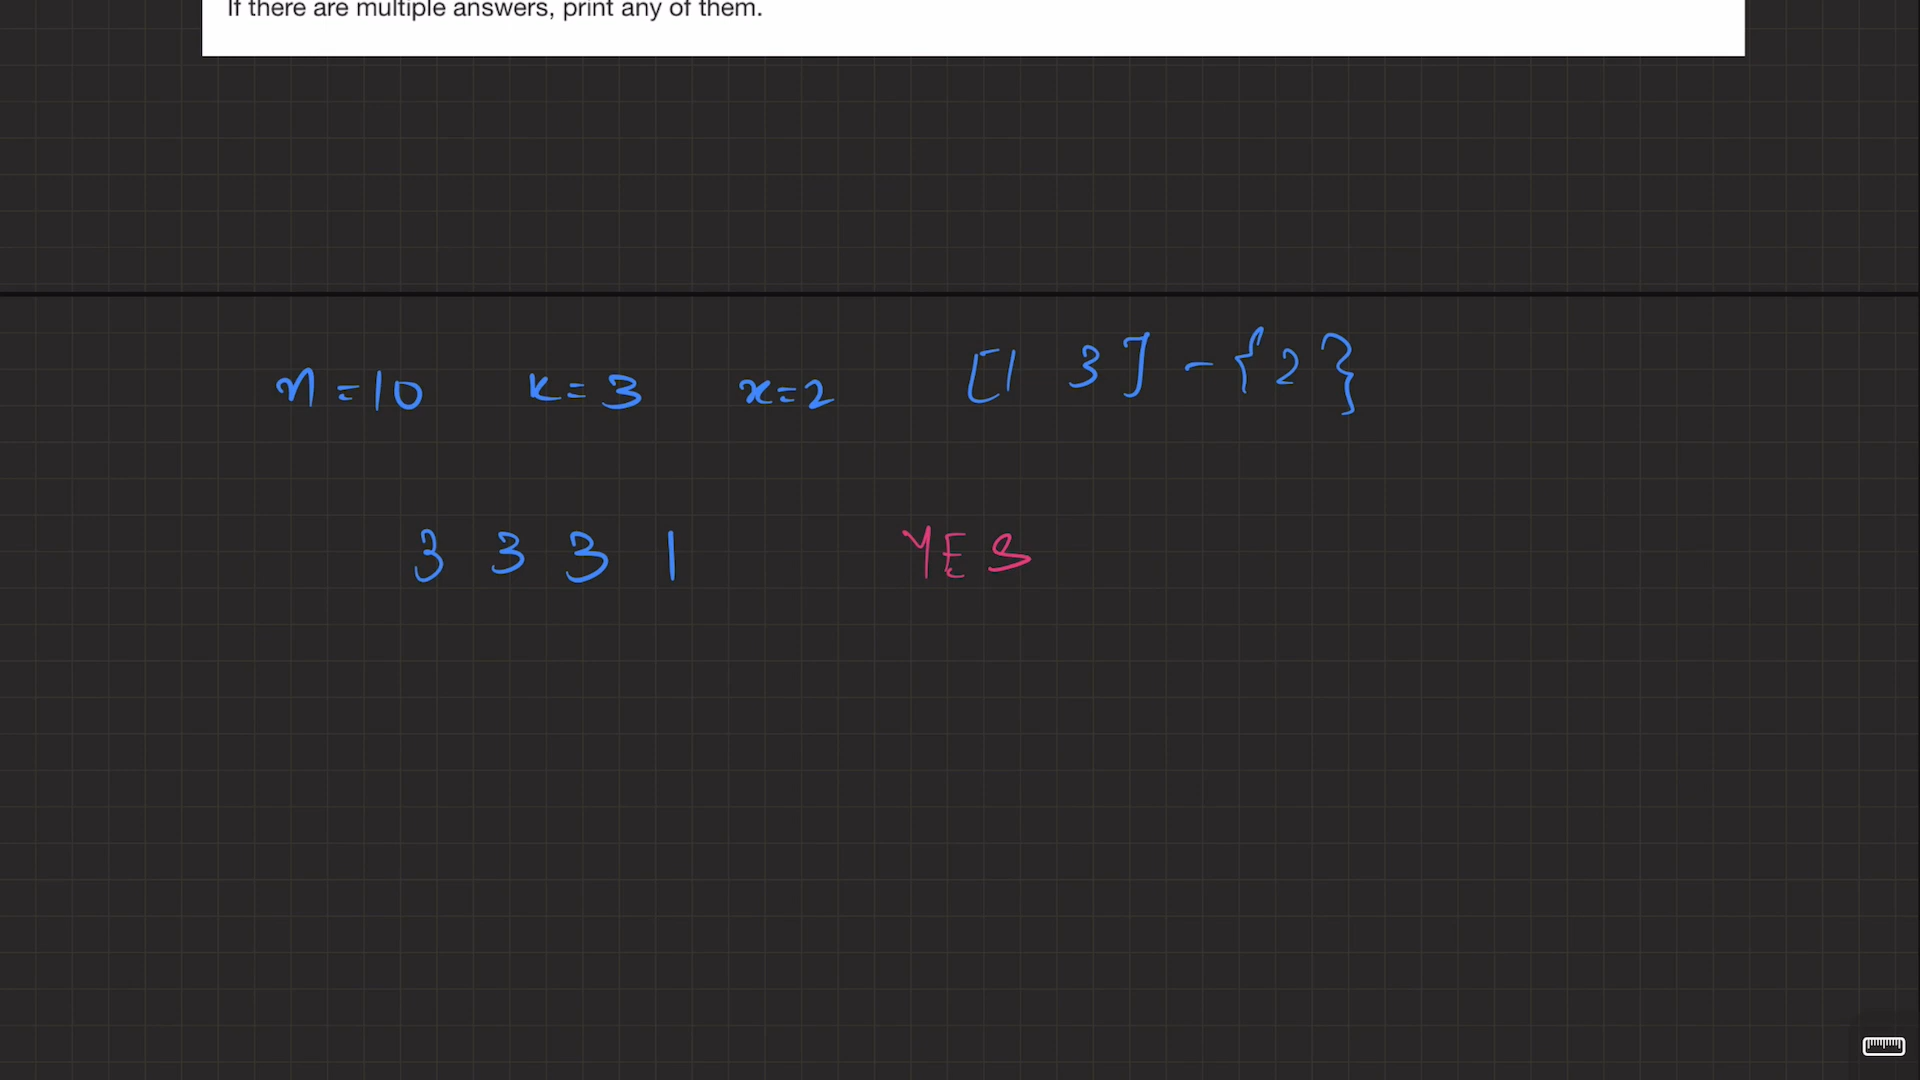 If there are multiple answers, print any of them.
n=10 k=3 x=2 [1 3] - {2}
3 3 3 1 YES